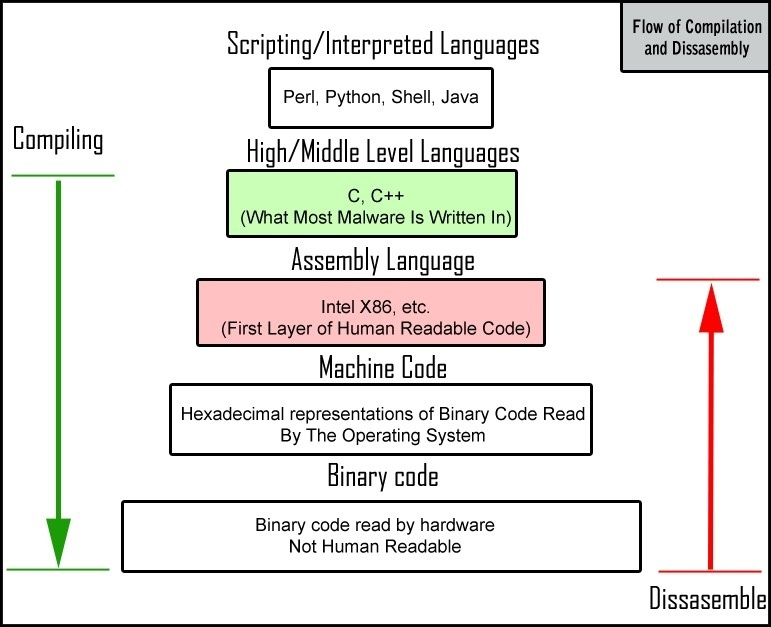 Flow of Compilation
and Dissasembly
Scripting/Interpreted Languages
Perl, Python, Shell, Java
Compiling
High/Middle Level Languages
C, C++
(What Most Malware Is Written In)
Assembly Language
Intel X86, etc.
(First Layer of Human Readable Code)
Machine Code
Hexadecimal representations of Binary Code Read
By The Operating System
Binary code
Binary code read by hardware
Not Human Readable
Dissasemble